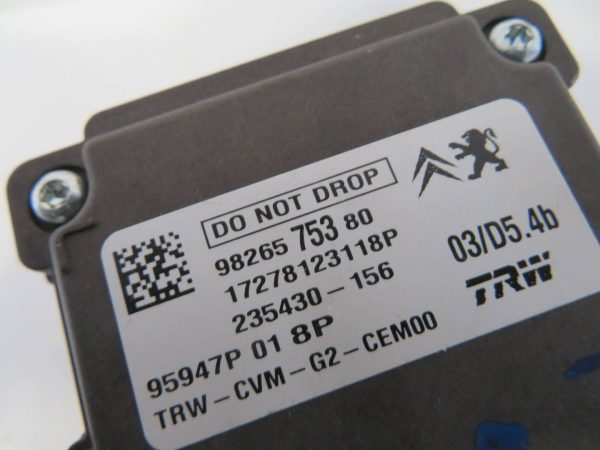 DO NOT DROP
98265 753 80
17278123118P
03/D5.4b
235430-156
TRW
95947P 01 8P
TRW-CVM-G2-CEM00